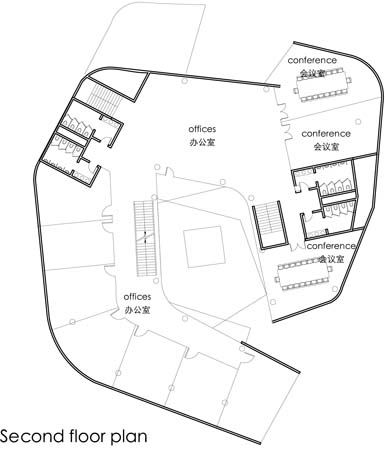 conference
会议室
offices
办公室
conference
会议室
conference
会议室
offices
办公室
Second floor plan